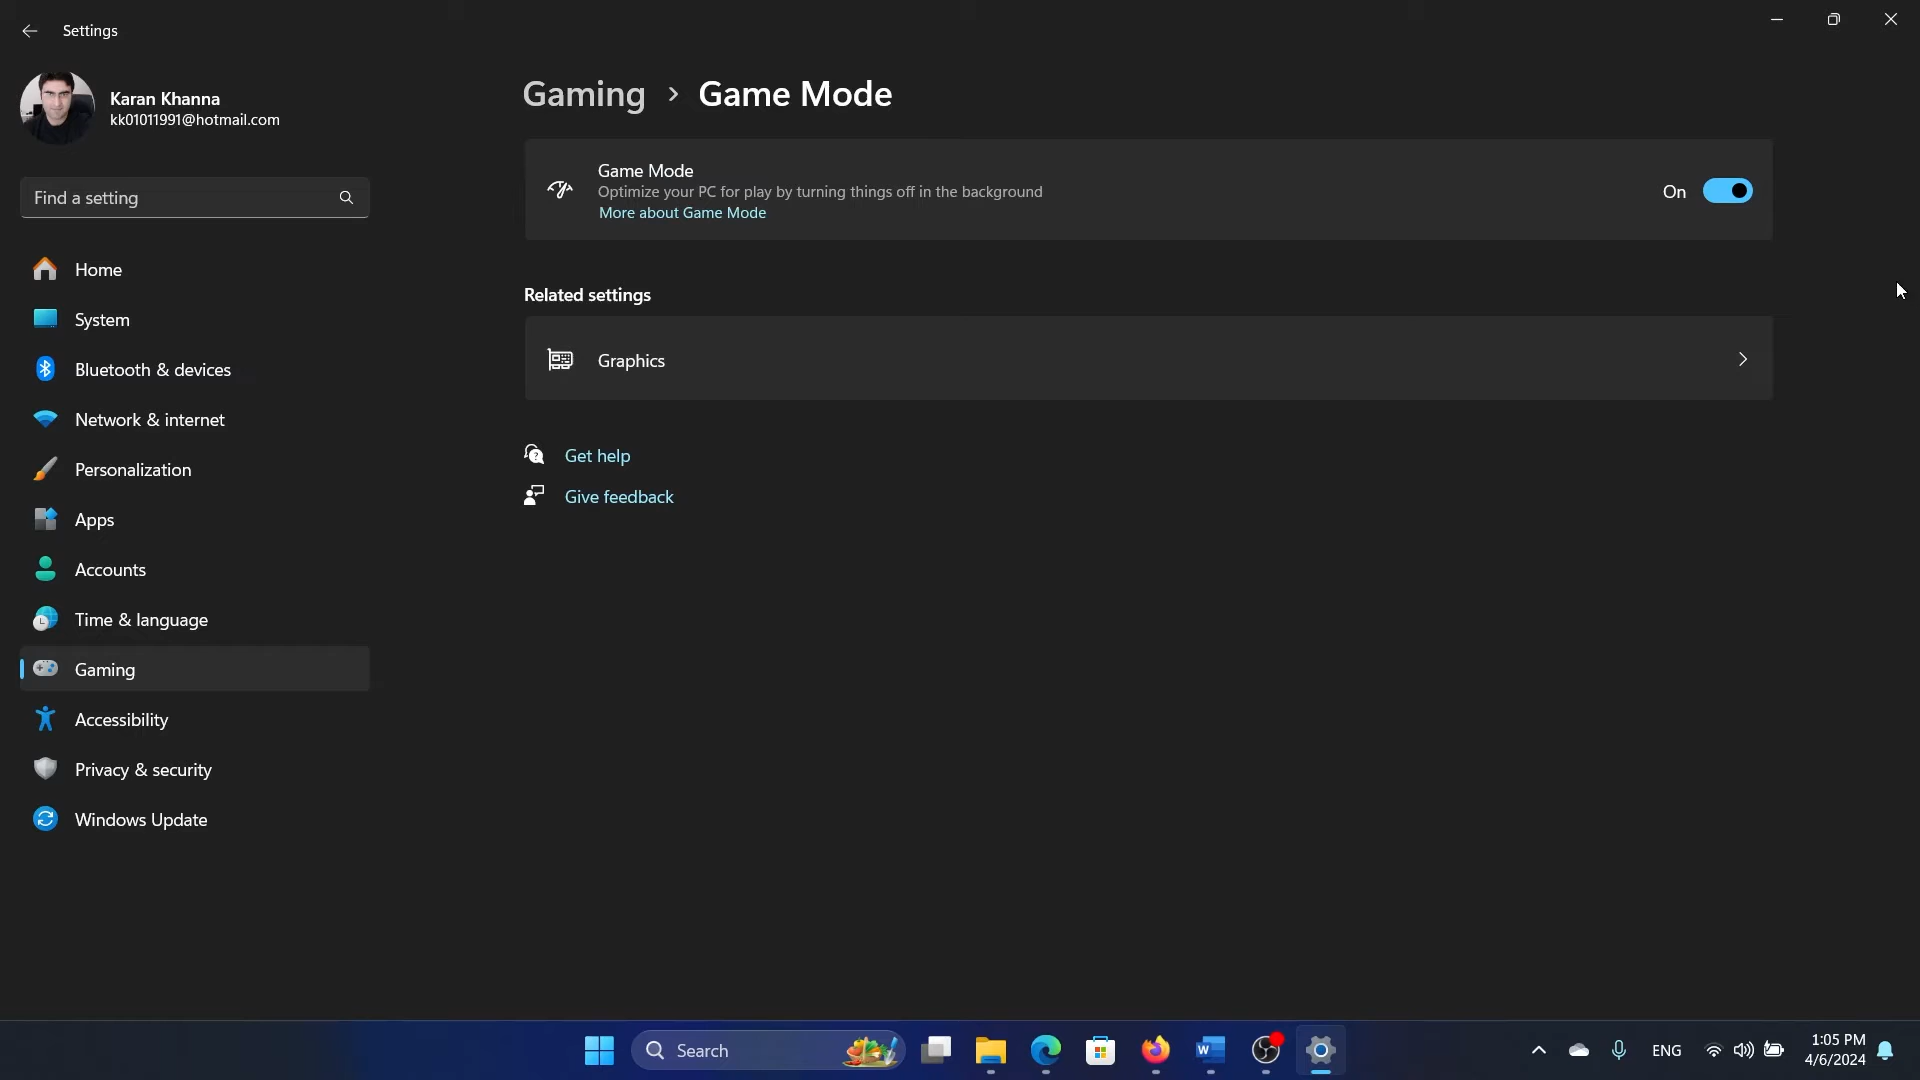 Settings
Karan Khanna
kk01011991@hotmail.com
Find a setting
Home
System
Bluetooth & devices
Network & internet
Personalization
Apps
Accounts
Time & language
Gaming
Accessibility
Privacy & security
Windows Update
Gaming › Game Mode
Game Mode
Optimize your PC for play by turning things off in the background
More about Game Mode
On
Related settings
Graphics
Get help
Give feedback
Search
ENG
1:05 PM
4/6/2024